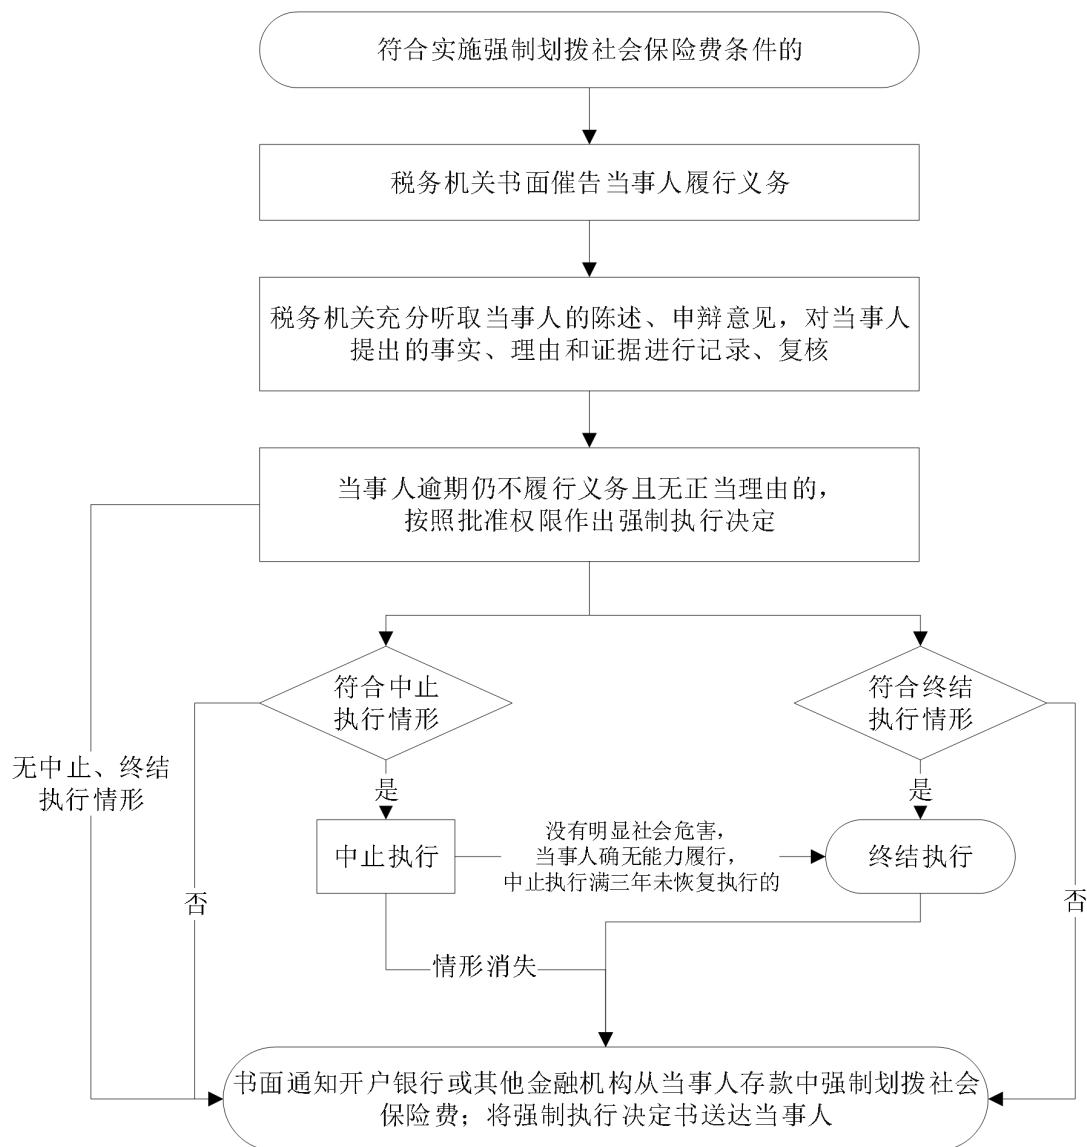 符合实施强制划拨社会保险费条件的
税务机关书面催告当事人履行义务
税务机关充分听取当事人的陈述、申辩意见，对当事人
提出的事实、理由和证据进行记录、复核
当事人逾期仍不履行义务且无正当理由的，
按照批准权限作出强制执行决定
符合中止
执行情形
符合终结
执行情形
无中止、终结
执行情形
是
是
中止执行
没有明显社会危害，
当事人确无能力履行，
中止执行满三年未恢复执行的
终结执行
否
否
情形消失
书面通知开户银行或其他金融机构从当事人存款中强制划拨社会
保险费；将强制执行决定书送达当事人